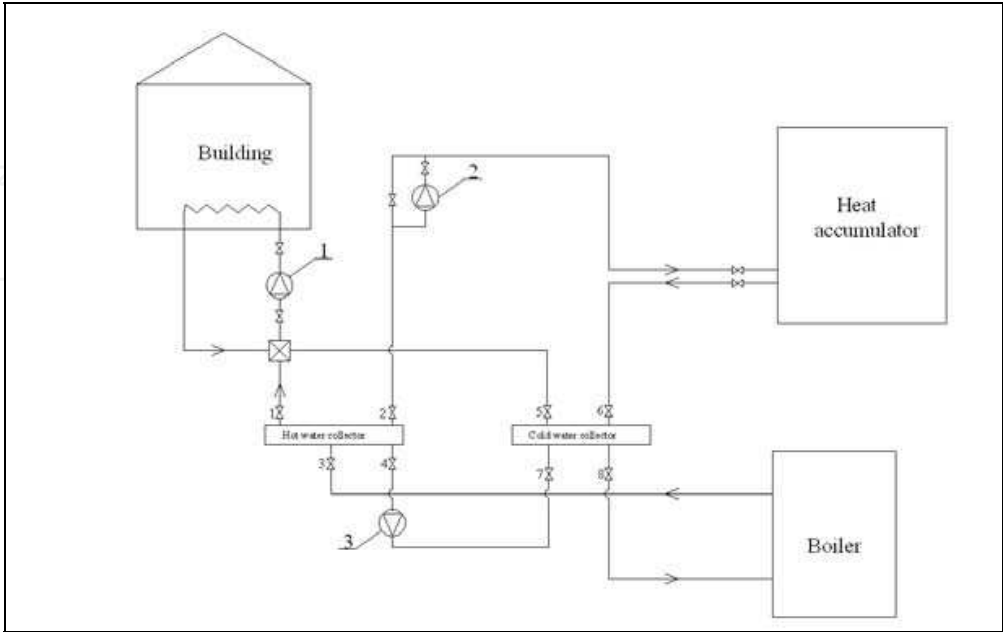 Building
2
Heat
accumulator
1
1
2
5
6
Hot water collector
Cold water collector
3
4
7
8
3
Boiler